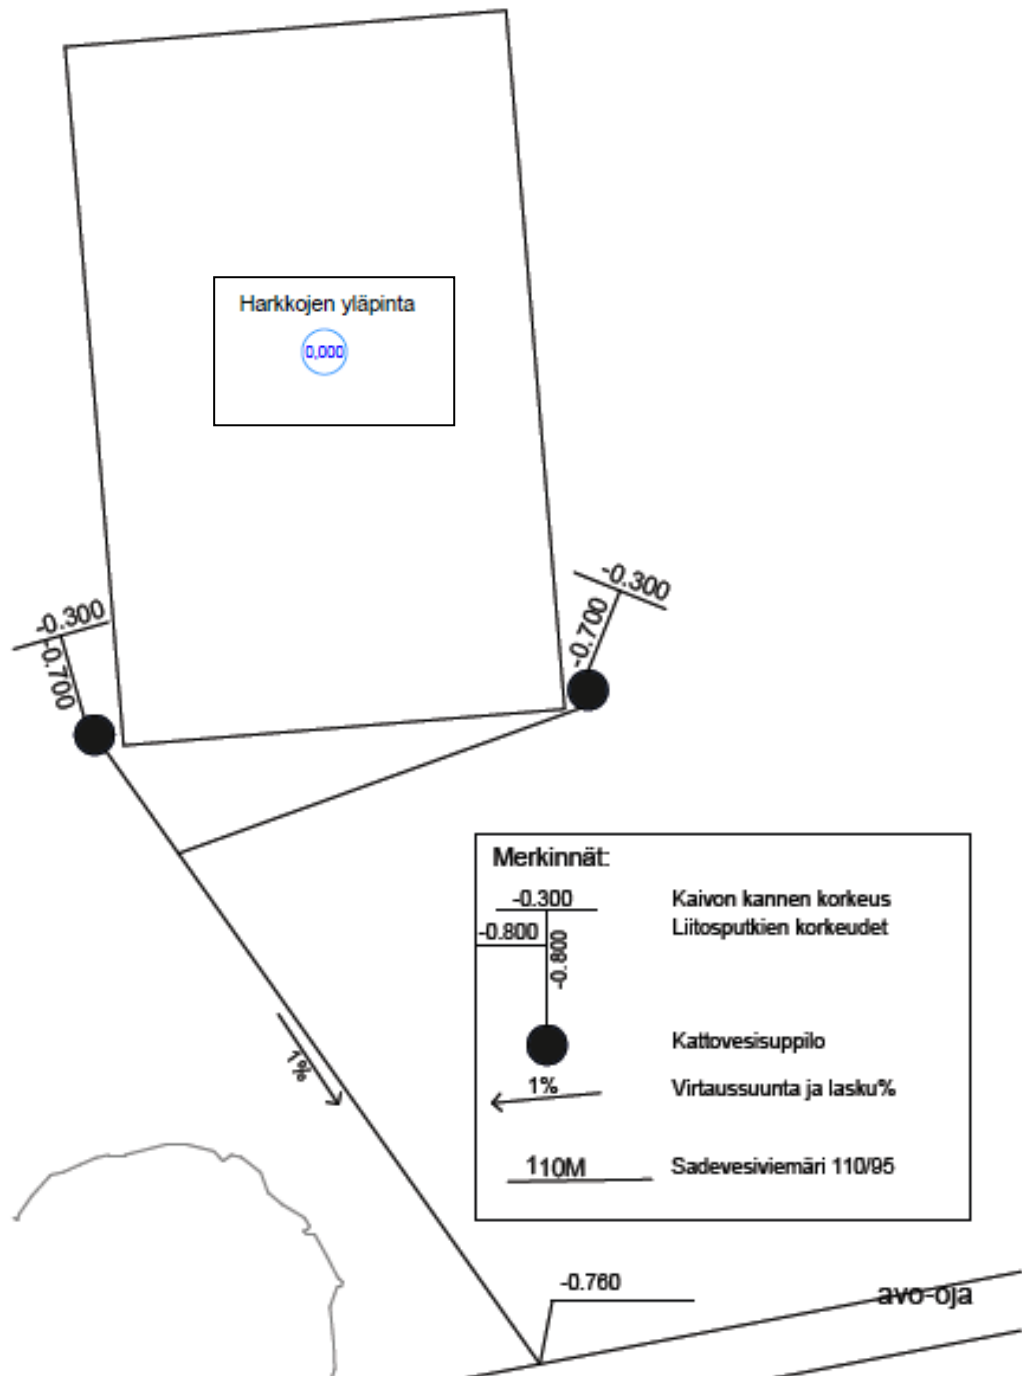 Harkkojen yläpinta
0,000
-0.300
-0.700
-0.300
-0.700
Merkinnät:
-0.300
Kaivon kannen korkeus
-0.800
-0.800
Liitosputkien korkeudet
Kattovesisuppilo
1%
Virtaussuunta ja lasku%
110M
Sadevesiviemäri 110/95
1%
-0.760
avo-oja